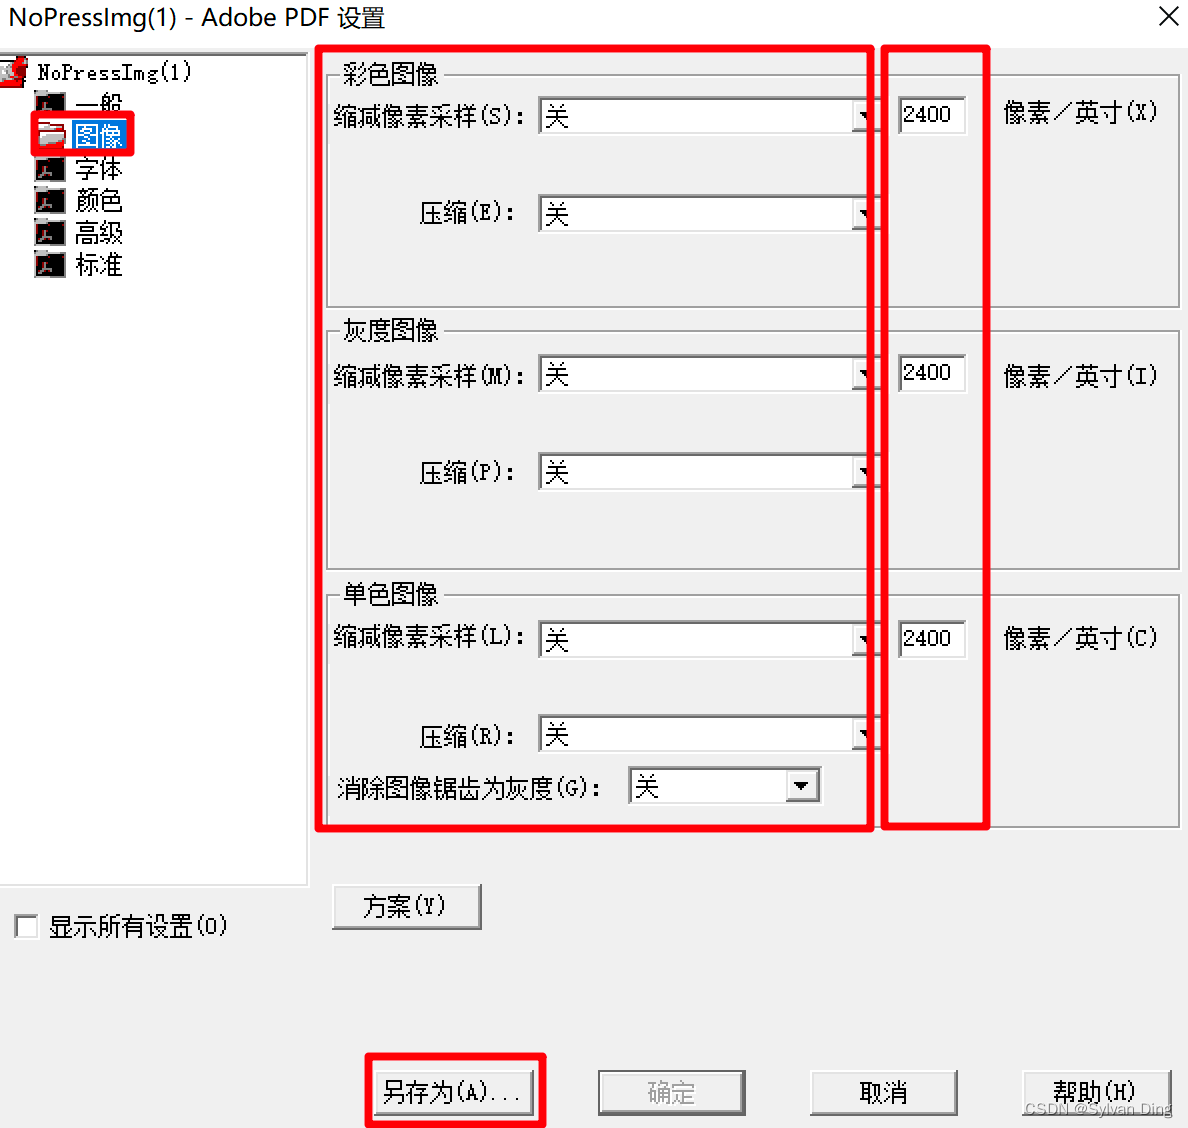 NoPressImg(1) - Adobe PDF 设置
NoPressImg(1)
一般
图像
字体
颜色
高级
标准
显示所有设置(O)
彩色图像
缩减像素采样(S): 关 2400 像素／英寸(X)
压缩(E): 关
灰度图像
缩减像素采样(M): 关 2400 像素／英寸(I)
压缩(P): 关
单色图像
缩减像素采样(L): 关 2400 像素／英寸(C)
压缩(R): 关
消除图像锯齿为灰度(G): 关
方案(Y)
另存为(A)... 确定 取消 帮助(H)
CSDN @Sylvan Ding